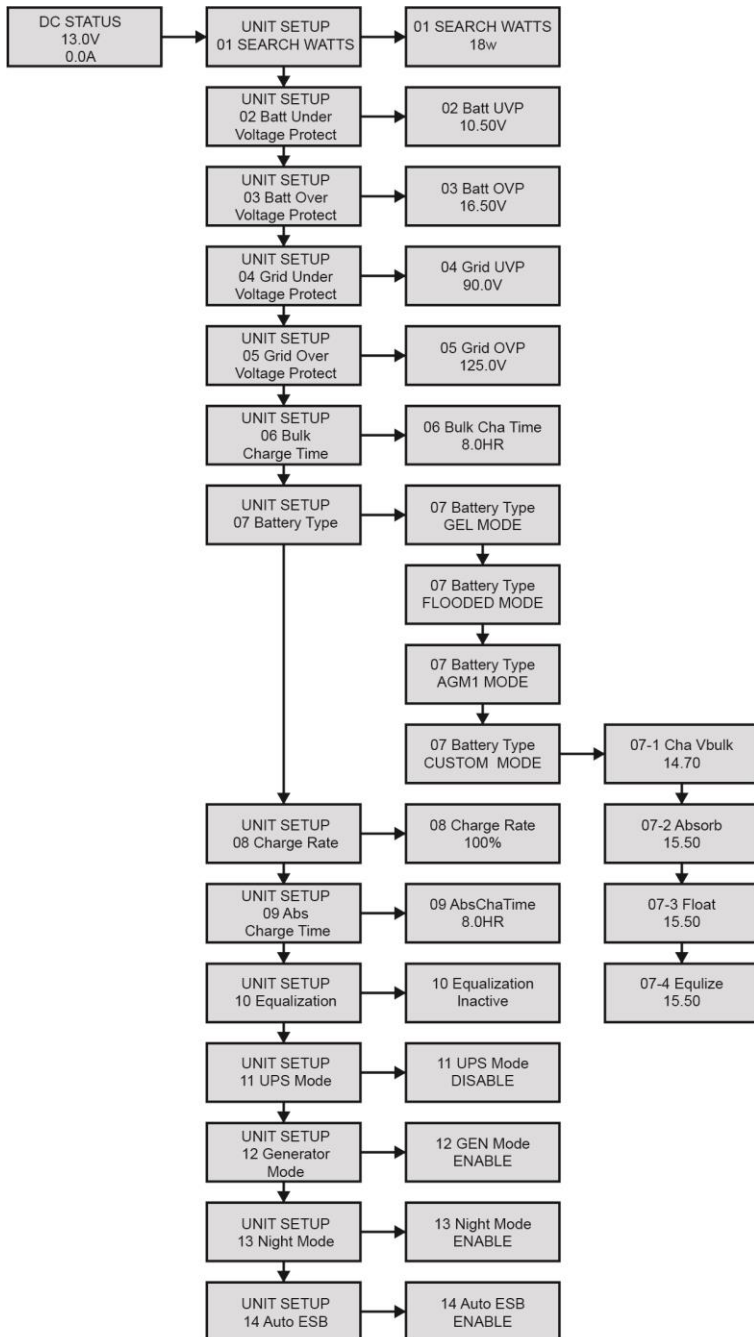 DC STATUS
13.0V
0.0A
UNIT SETUP
01 SEARCH WATTS
01 SEARCH WATTS
18w
UNIT SETUP
02 Batt Under
Voltage Protect
02 Batt UVP
10.50V
UNIT SETUP
03 Batt Over
Voltage Protect
03 Batt OVP
16.50V
UNIT SETUP
04 Grid Under
Voltage Protect
04 Grid UVP
90.0V
UNIT SETUP
05 Grid Over
Voltage Protect
05 Grid OVP
125.0V
UNIT SETUP
06 Bulk
Charge Time
06 Bulk Cha Time
8.0HR
UNIT SETUP
07 Battery Type
07 Battery Type
GEL MODE
07 Battery Type
FLOODED MODE
07 Battery Type
AGM1 MODE
07 Battery Type
CUSTOM MODE
07-1 Cha Vbulk
14.70
07-2 Absorb
15.50
07-3 Float
15.50
07-4 Equlize
15.50
UNIT SETUP
08 Charge Rate
08 Charge Rate
100%
UNIT SETUP
09 Abs
Charge Time
09 AbsChaTime
8.0HR
UNIT SETUP
10 Equalization
10 Equalization
Inactive
UNIT SETUP
11 UPS Mode
11 UPS Mode
DISABLE
UNIT SETUP
12 Generator
Mode
12 GEN Mode
ENABLE
UNIT SETUP
13 Night Mode
13 Night Mode
ENABLE
UNIT SETUP
14 Auto ESB
14 Auto ESB
ENABLE